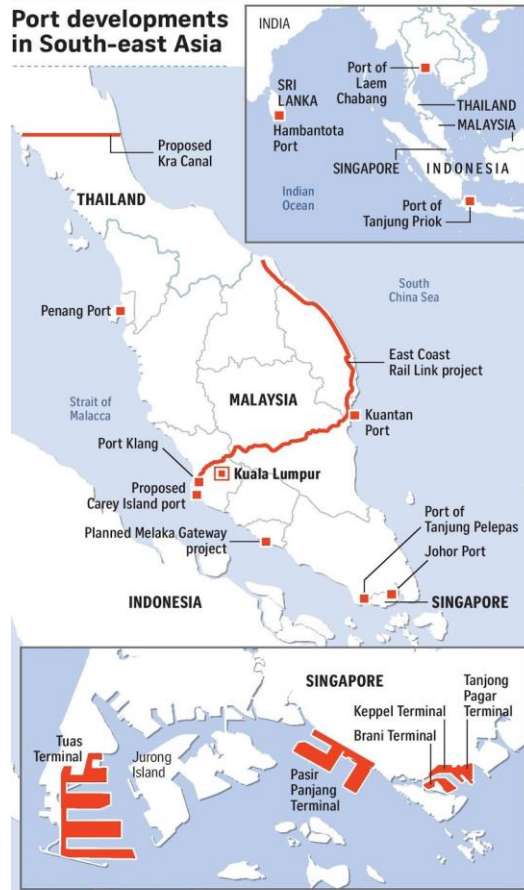 Port developments
in South-east Asia
INDIA
Port of
Laem
Chabang
SRI
LANKA
Hambantota
Port
THAILAND
MALAYSIA
SINGAPORE
INDONESIA
Indian
Ocean
Port of
Tanjung Priok
Proposed
Kra Canal
THAILAND
South
China Sea
Penang Port
East Coast
Rail Link project
Strait of
Malacca
MALAYSIA
Kuantan
Port
Port Klang
Kuala Lumpur
Proposed
Carey Island port
Planned Melaka Gateway
project
Port of
Tanjung Pelepas
Johor Port
INDONESIA
SINGAPORE
SINGAPORE
Tanjong
Pagar
Terminal
Keppel Terminal
Brani Terminal
Tuas
Terminal
Jurong
Island
Pasir
Panjang
Terminal